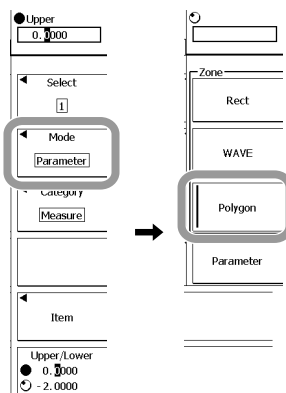 Upper
0.0000
Select
1
Mode
Parameter
Category
Measure
Item
Upper/Lower
0.0000
-2.0000
Zone
Rect
WAVE
Polygon
Parameter